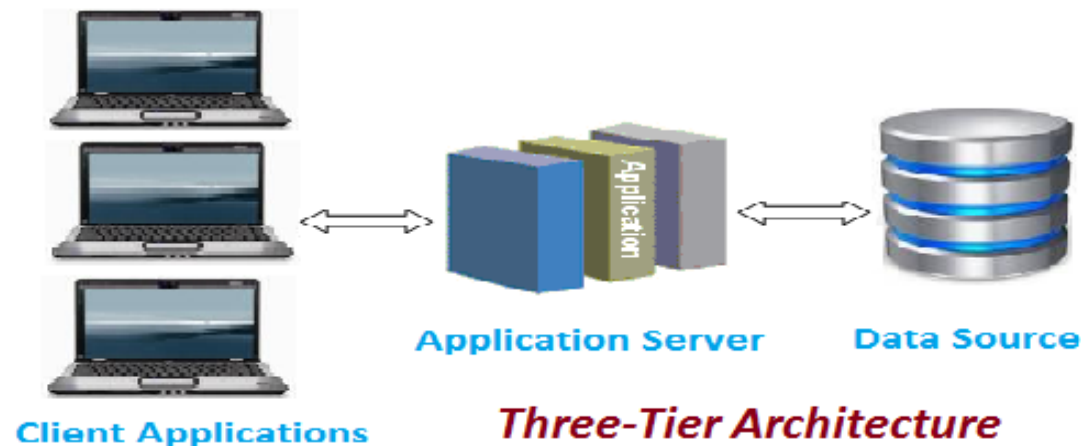 Application
Application Server
Data Source
Client Applications
Three-Tier Architecture